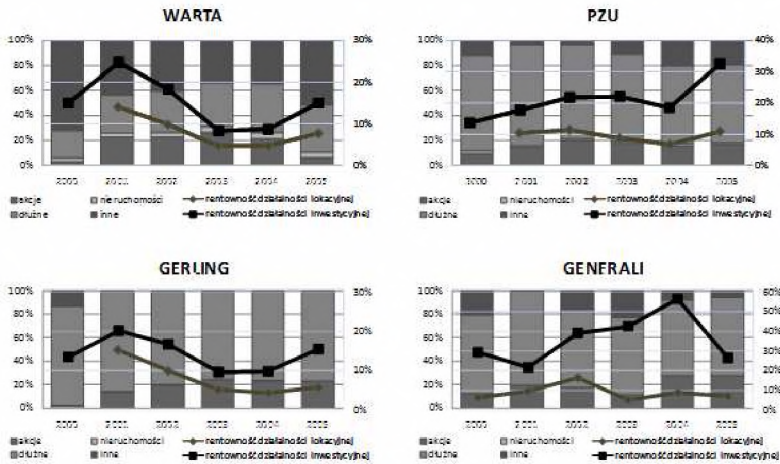 WARTA
100% 30%
80%
60% 20%
40% 10%
20%
0% 0%
2000 2001 2002 2003 2004 2005
akcje nieruchomości rentowność działalności lokacyjnej
dłużne inne rentowność działalności inwestycyjnej
PZU
100% 40%
80% 30%
60% 20%
40%
20% 10%
0% 0%
2000 2001 2002 2003 2004 2005
akcje nieruchomości rentowność działalności lokacyjnej
dłużne inne rentowność działalności inwestycyjnej
GERLING
100% 30%
80%
60% 20%
40% 10%
20%
0% 0%
2000 2001 2002 2003 2004 2005
akcje nieruchomości rentowność działalności lokacyjnej
dłużne inne rentowność działalności inwestycyjnej
GENERALI
100% 60%
80% 50%
60% 40%
30%
40% 20%
20% 10%
0% 0%
2000 2001 2002 2003 2004 2005
akcje nieruchomości rentowność działalności lokacyjnej
dłużne inne rentowność działalności inwestycyjnej